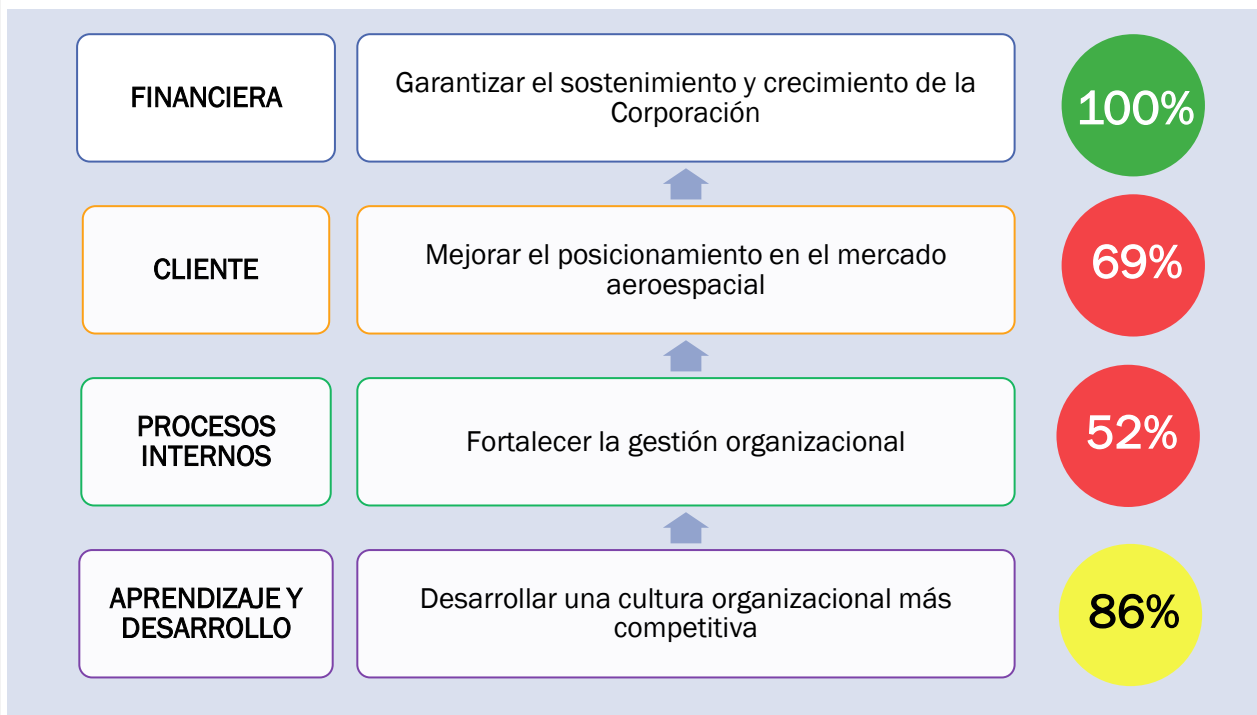 FINANCIERA
Garantizar el sostenimiento y crecimiento de la
Corporación
100%
CLIENTE
Mejorar el posicionamiento en el mercado
aeroespacial
69%
PROCESOS
INTERNOS
Fortalecer la gestión organizacional
52%
APRENDIZAJE Y
DESARROLLO
Desarrollar una cultura organizacional más
competitiva
86%